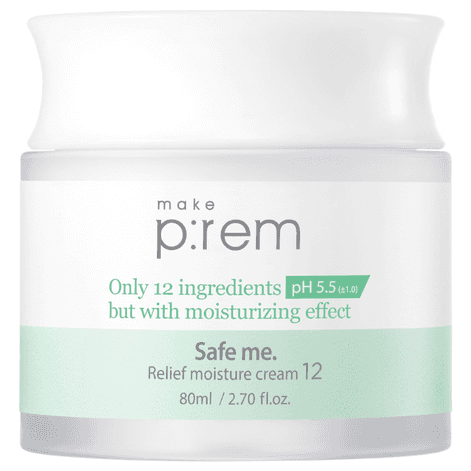 make
p:rem
Only 12 ingredients pH 5.5 (±1.0)
but with moisturizing effect
Safe me.
Relief moisture cream 12
80ml / 2.70 fl.oz.